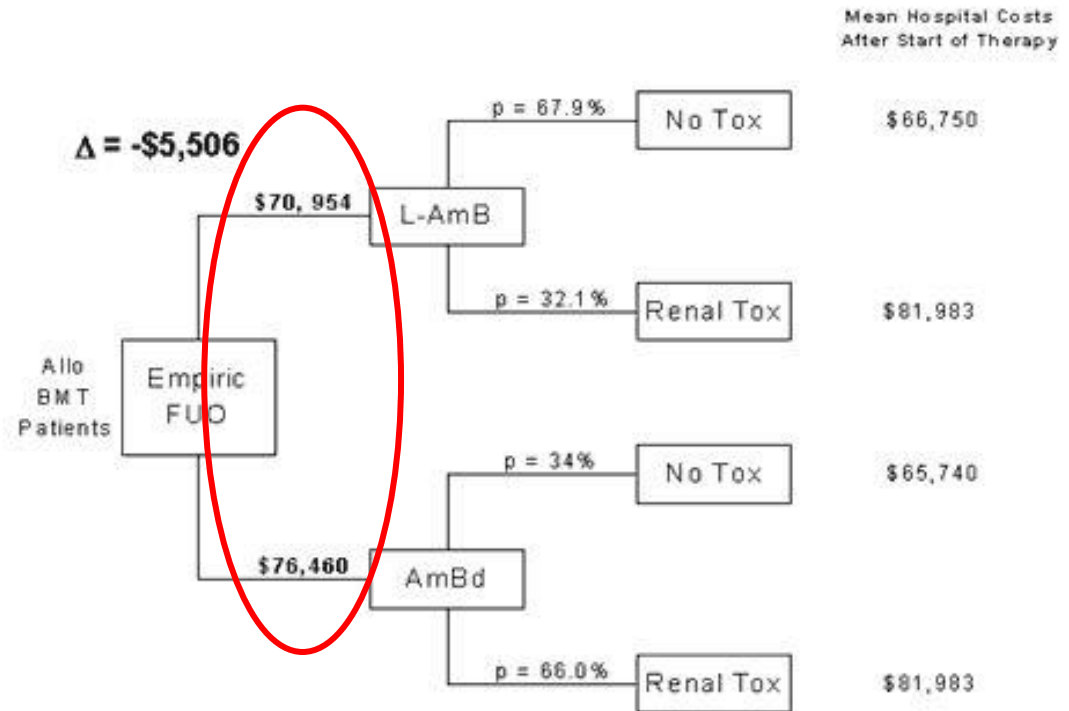 Mean Hospital Costs
After Start of Therapy
p = 67.9%
No Tox
$66,750
Δ = -$5,506
$70, 954
L-AmB
p = 32.1%
Renal Tox
$81,983
Allo
BMT
Patients
Empiric
FUO
p = 34%
No Tox
$65,740
$76,460
AmBd
p = 66.0%
Renal Tox
$81,983